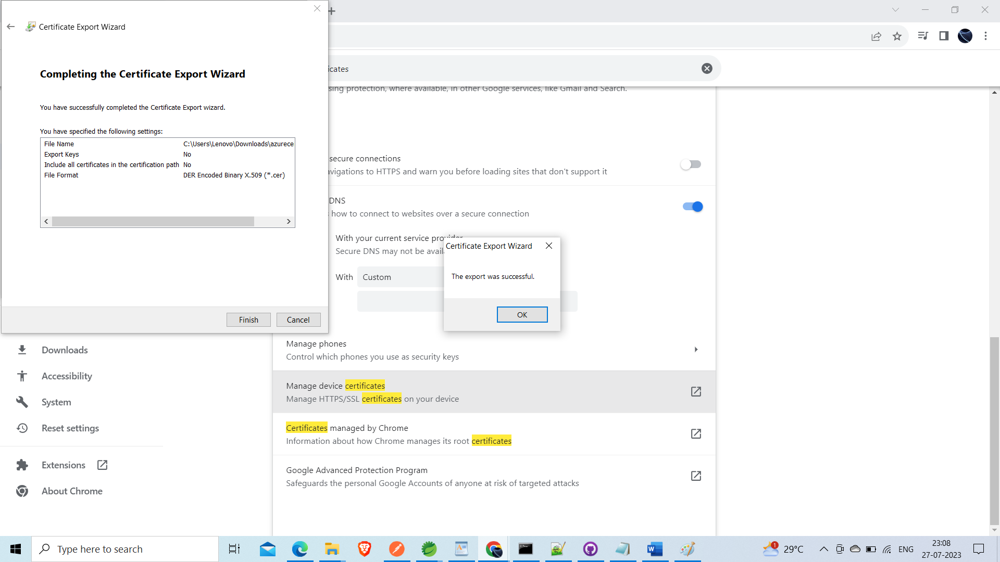 Certificate Export Wizard
Completing the Certificate Export Wizard
You have successfully completed the Certificate Export wizard.
You have specified the following settings:
File Name C:\Users\Lenovo\Downloads\azurece
Export Keys No
Include all certificates in the certification path No
File Format DER Encoded Binary X.509 (*.cer)
Finish Cancel
icates
sing protection, where available, in other Google services, like Gmail and Search.
secure connections
avigations to HTTPS and warn you before loading sites that don't support it
DNS
how to connect to websites over a secure connection
With your current service provider
Secure DNS may not be avail
With Custom
Certificate Export Wizard
The export was successful.
OK
Manage phones
Control which phones you use as security keys
Manage device certificates
Manage HTTPS/SSL certificates on your device
Certificates managed by Chrome
Information about how Chrome manages its root certificates
Google Advanced Protection Program
Safeguards the personal Google Accounts of anyone at risk of targeted attacks
Downloads
Accessibility
System
Reset settings
Extensions
About Chrome
Type here to search
1
29°C
ENG
23:08
27-07-2023